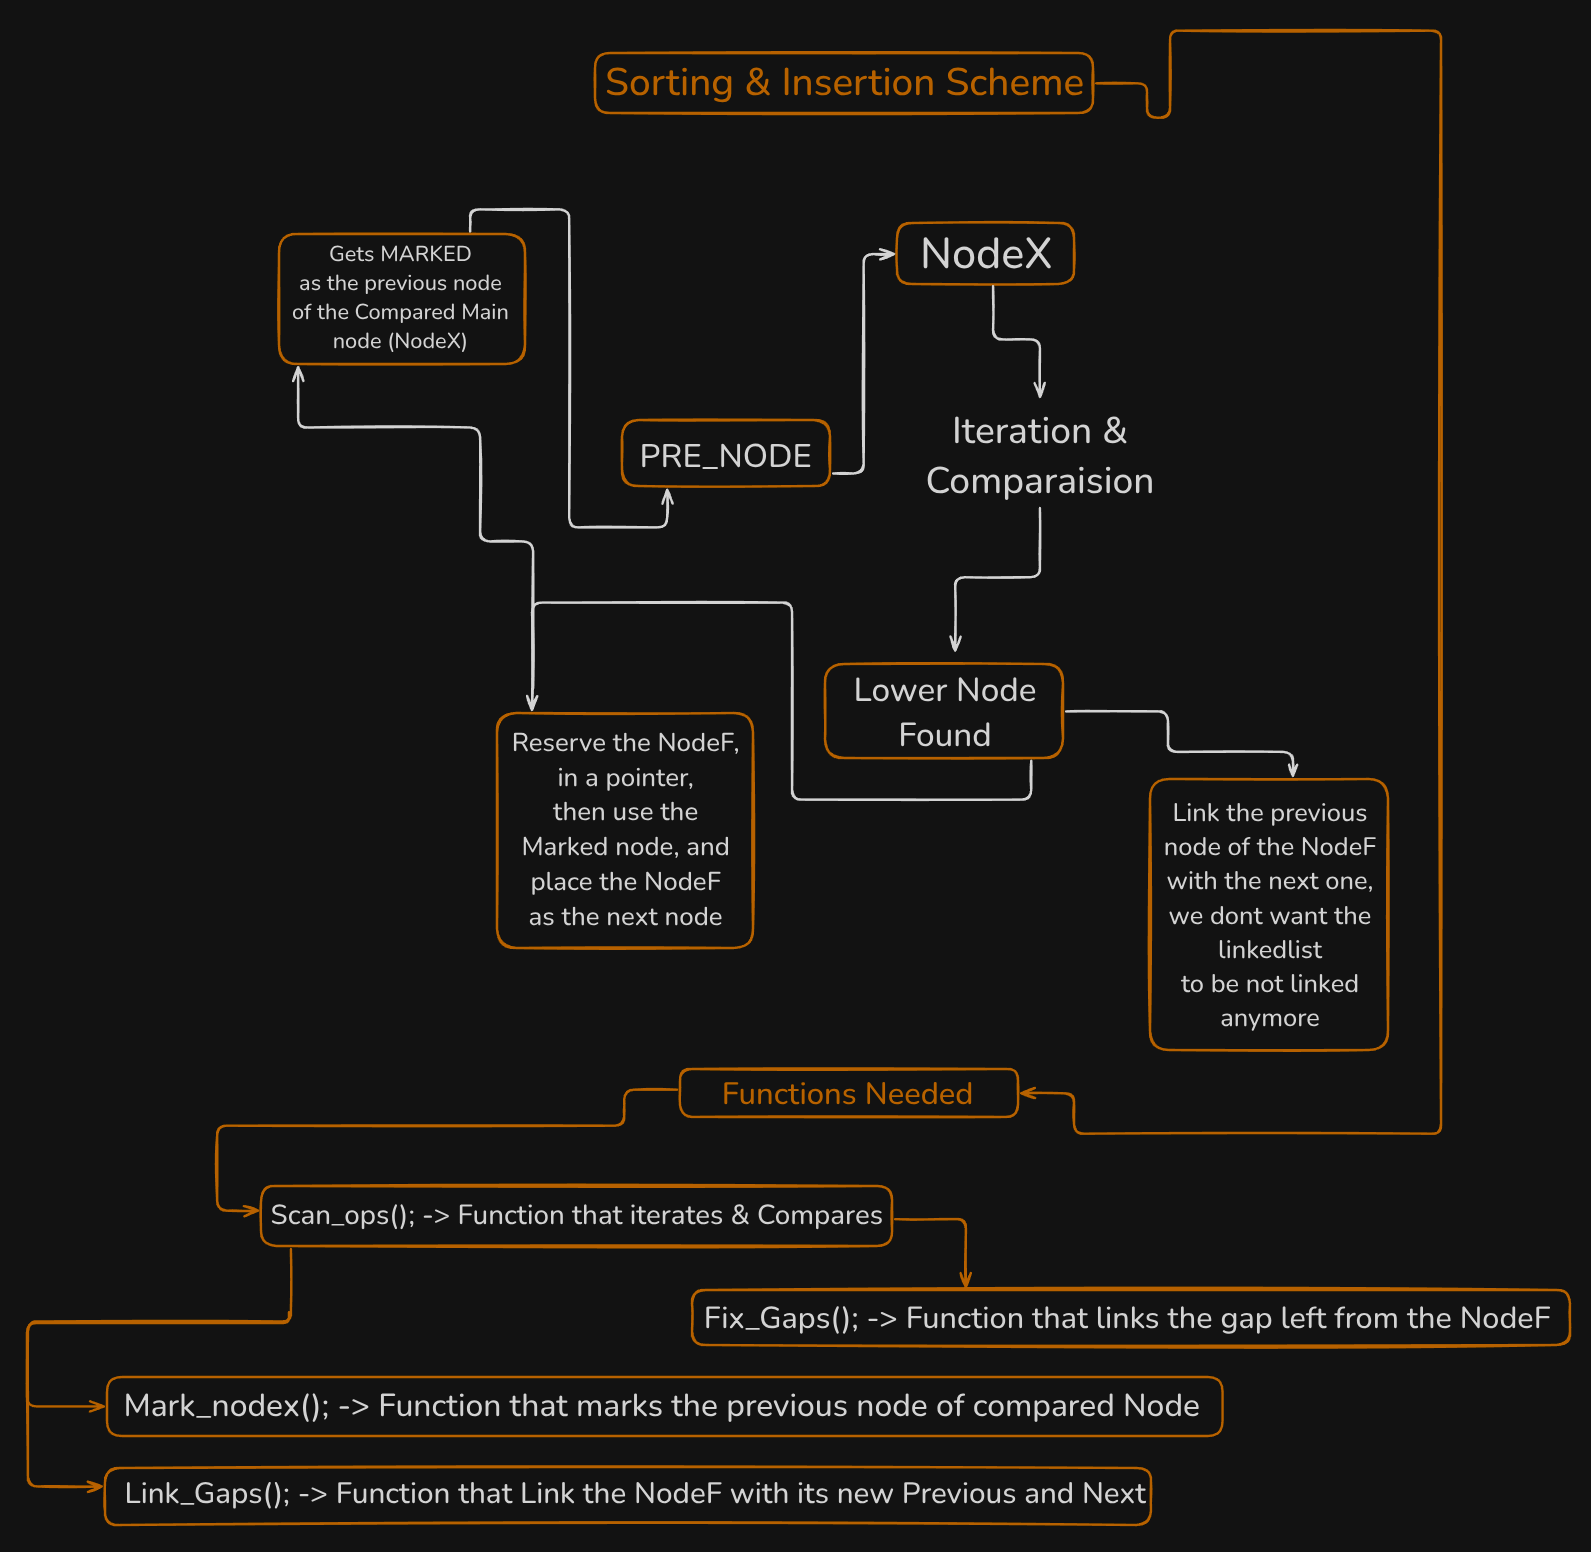 Sorting & Insertion Scheme
Gets MARKED
as the previous node
of the Compared Main
node (NodeX)
NodeX
PRE_NODE
Iteration &
Comparaision
Lower Node
Found
Reserve the NodeF,
in a pointer,
then use the
Marked node, and
place the NodeF
as the next node
Link the previous
node of the NodeF
with the next one,
we dont want the
linkedlist
to be not linked
anymore
Functions Needed
Scan_ops(); -> Function that iterates & Compares
Fix_Gaps(); -> Function that links the gap left from the NodeF
Mark_nodex(); -> Function that marks the previous node of compared Node
Link_Gaps(); -> Function that Link the NodeF with its new Previous and Next